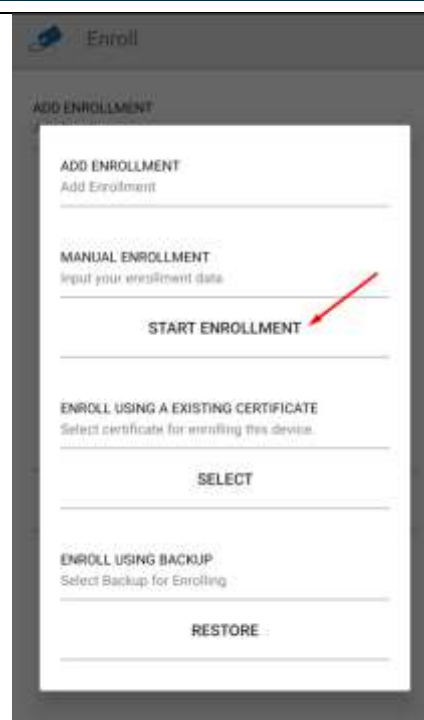 Enroll
ADD ENROLLMENT
ADD ENROLLMENT
Add Enrollment
MANUAL ENROLLMENT
Input your enrollment data
START ENROLLMENT
ENROLL USING A EXISTING CERTIFICATE
Select certificate for enrolling this device.
SELECT
ENROLL USING BACKUP
Select Backup for Enrolling
RESTORE